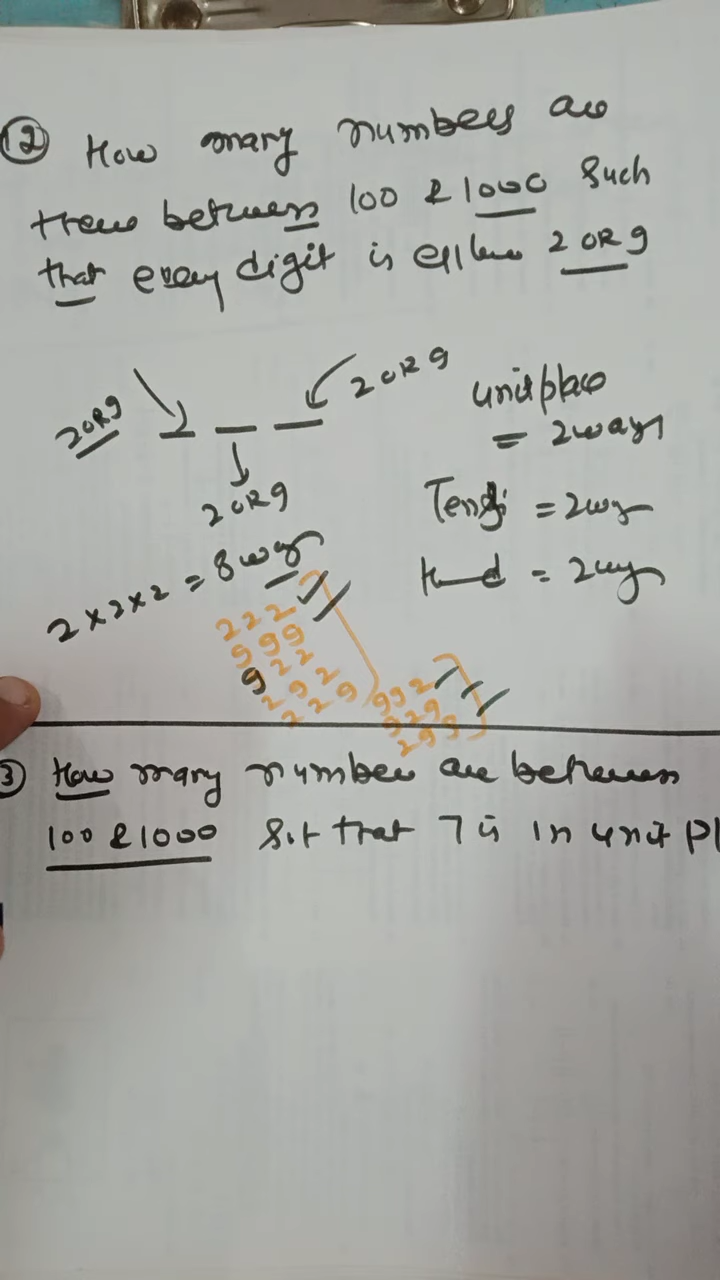 12 How many numbers are
there between 100 & 1000 such
that every digit is either 2 OR 9
2 OR 9
2 OR 9
2 OR 9
unit place
= 2 ways
Tens = 2 ways
= 2 ways
2 x 2 x 2 = 8 ways
222
999
922
292
229
992
929
299
3 How many number are between
100 & 1000 s.t that 7 is in unit pl